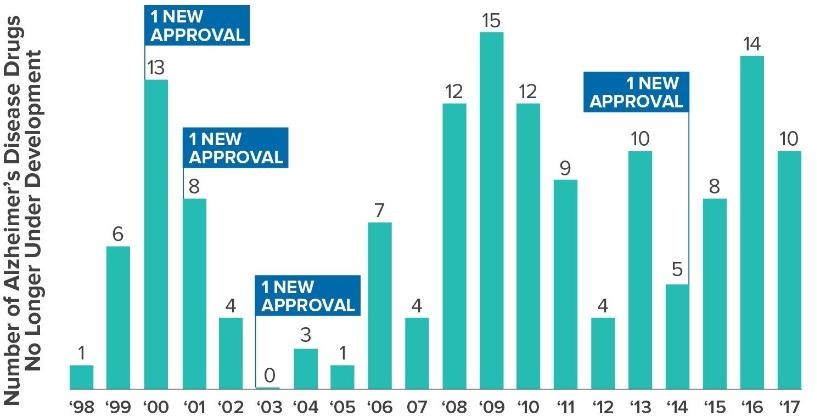 Number of Alzheimer's Disease Drugs
No Longer Under Development
1 NEW
APPROVAL
1 NEW
APPROVAL
1 NEW
APPROVAL
1 NEW
APPROVAL
1
6
13
8
4
0
3
1
7
4
12
15
12
9
4
10
5
8
14
10
‘98 ‘99 ‘00 ‘01 ‘02 ‘03 ‘04 ‘05 ‘06 07 ‘08 ‘09 ‘10 ‘11 ‘12 ‘13 ‘14 ‘15 ‘16 ‘17